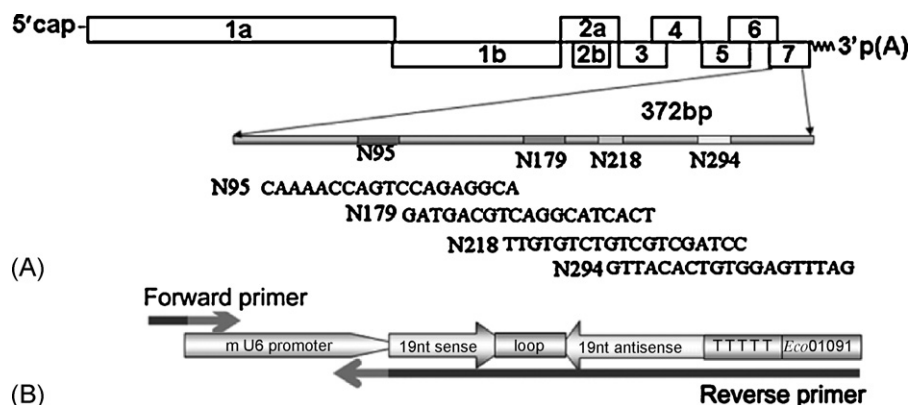 5'cap
1a
2a
4
6
1b
2b
3
5
7
3'p(A)
372bp
N95
N179
N218
N294
N95 CAAAACCAGTCCAGAGGCA
N179 GATGACGTCAGGCATCACT
N218 TTGTGTCTGTCGTCGATCC
N294 GTTACACTGTGGAGTTTAG
(A)
Forward primer
m U6 promoter
19nt sense
loop
19nt antisense
T T T T T
Eco01091
Reverse primer
(B)